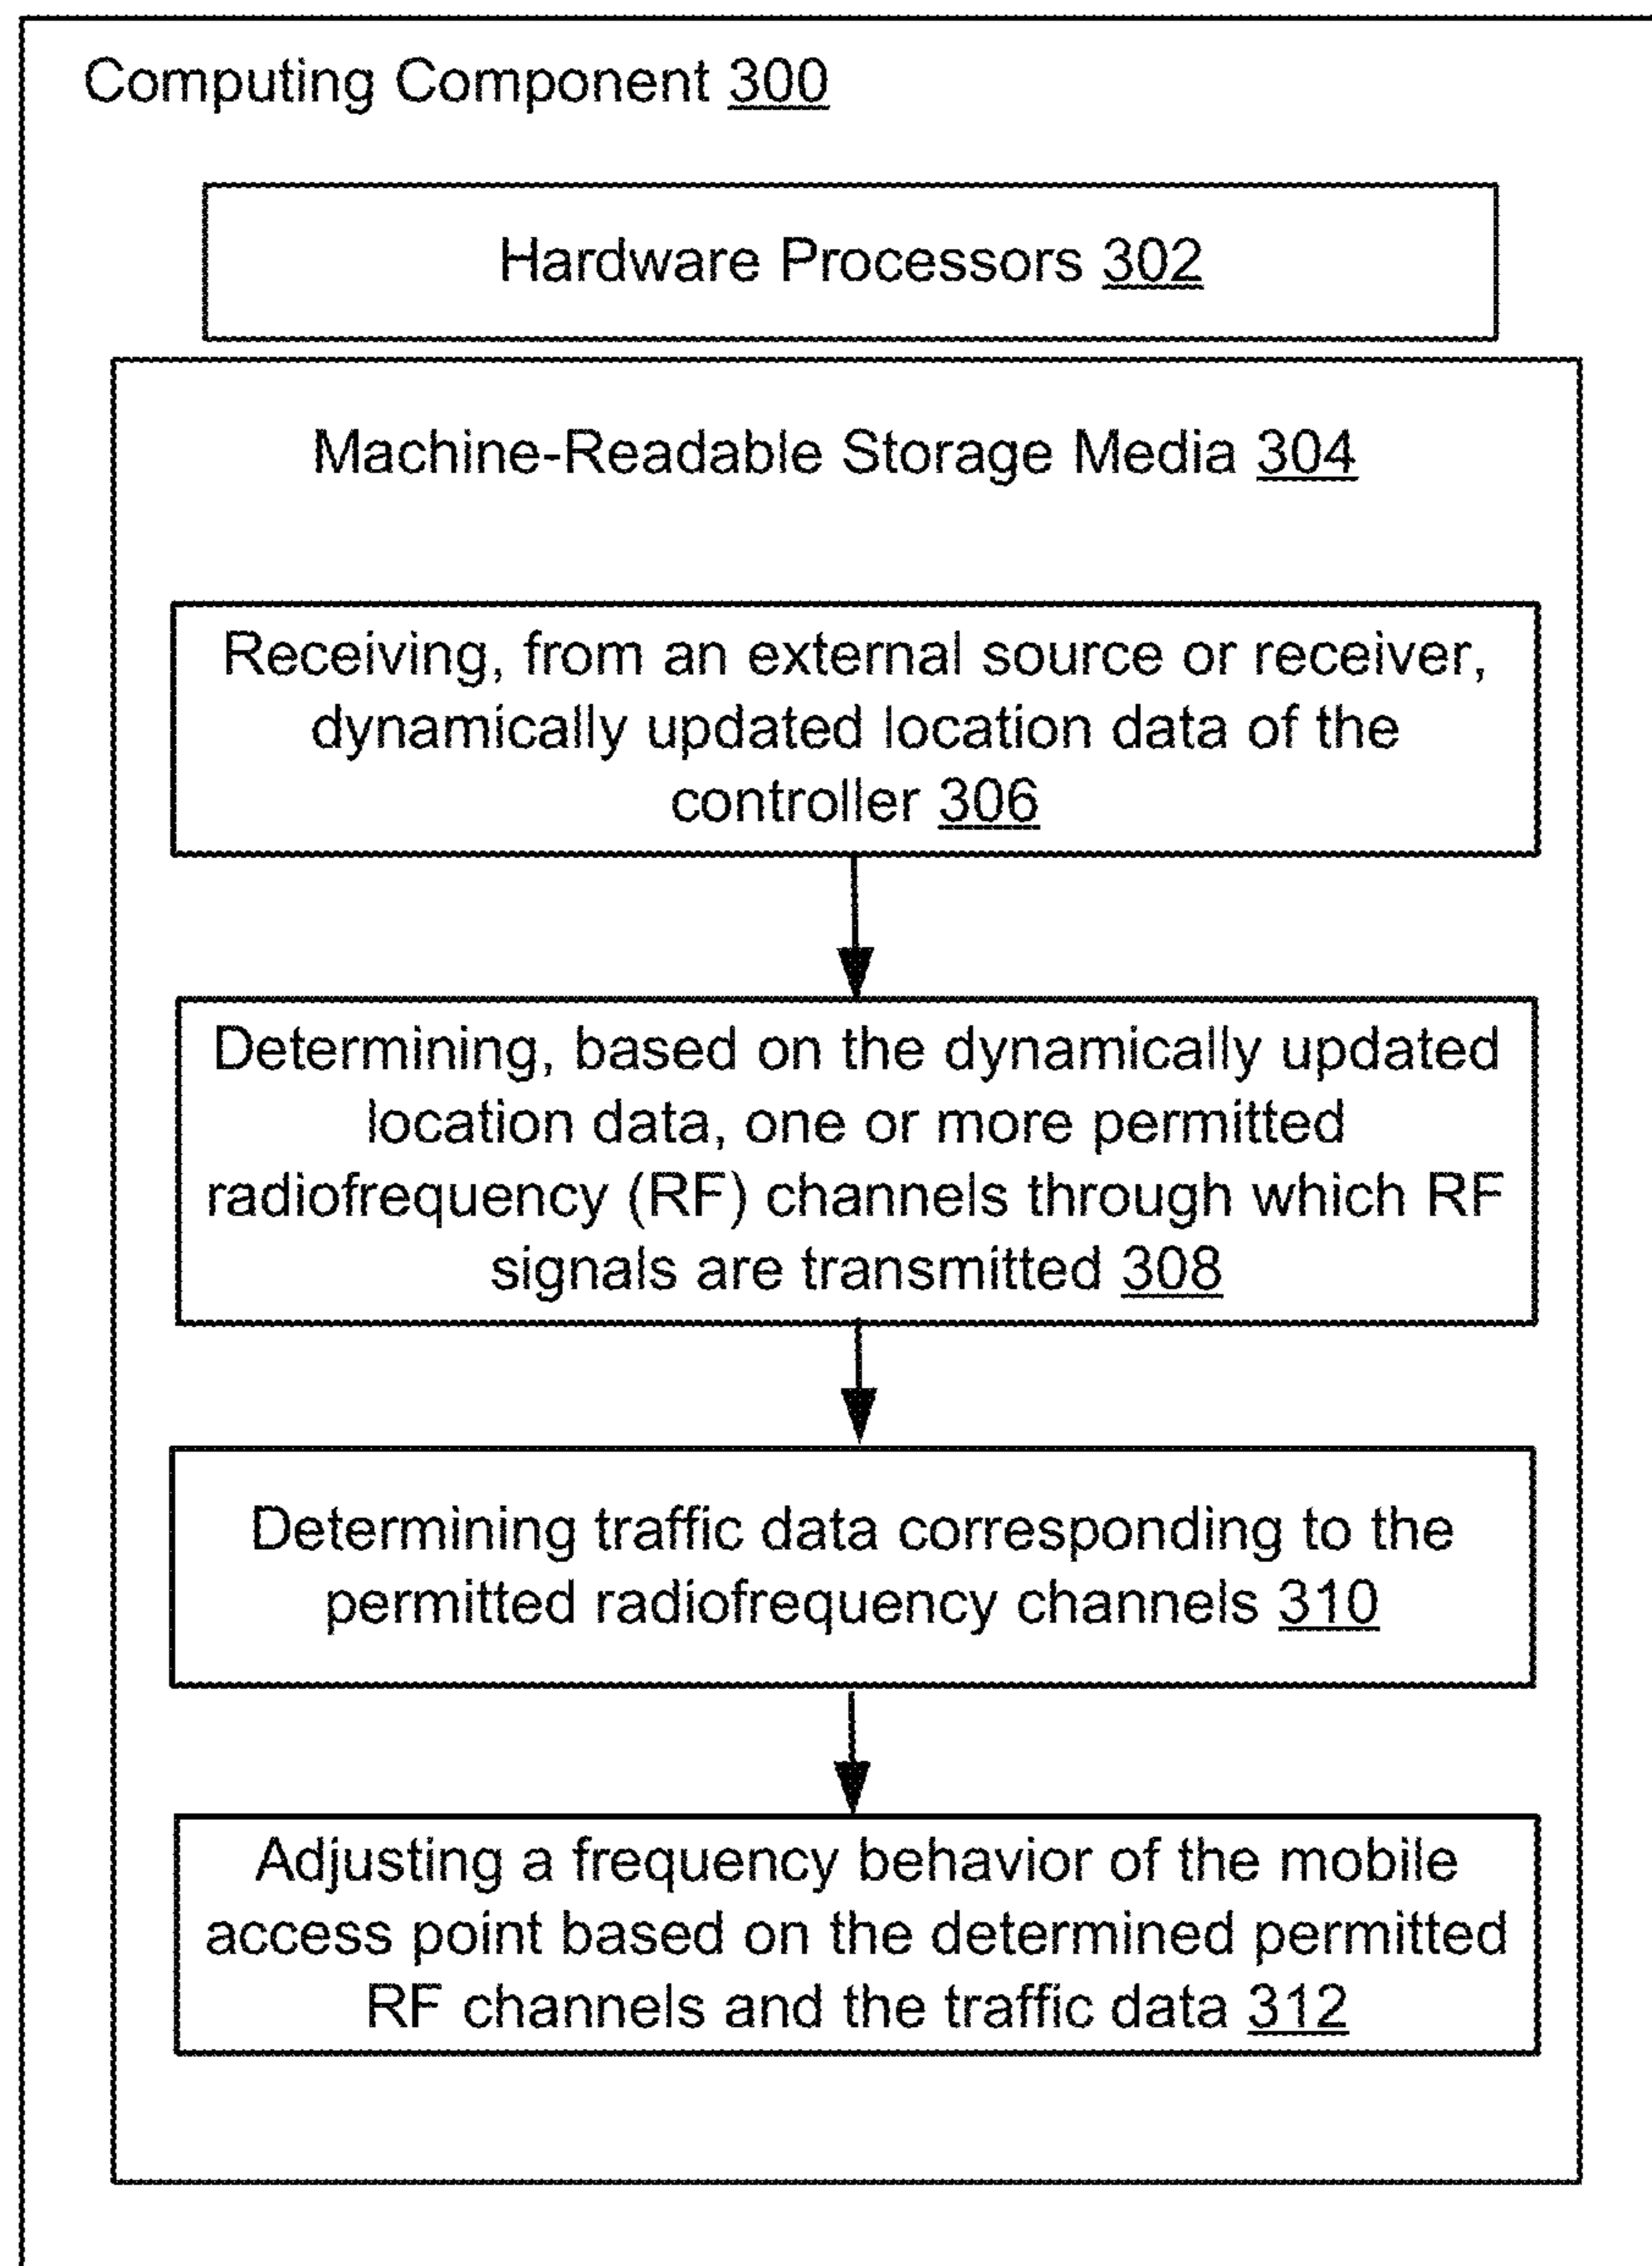 Computing Component 300
Hardware Processors 302
Machine-Readable Storage Media 304
Receiving, from an external source or receiver,
dynamically updated location data of the
controller 306
Determining, based on the dynamically updated
location data, one or more permitted
radiofrequency (RF) channels through which RF
signals are transmitted 308
Determining traffic data corresponding to the
permitted radiofrequency channels 310
Adjusting a frequency behavior of the mobile
access point based on the determined permitted
RF channels and the traffic data 312